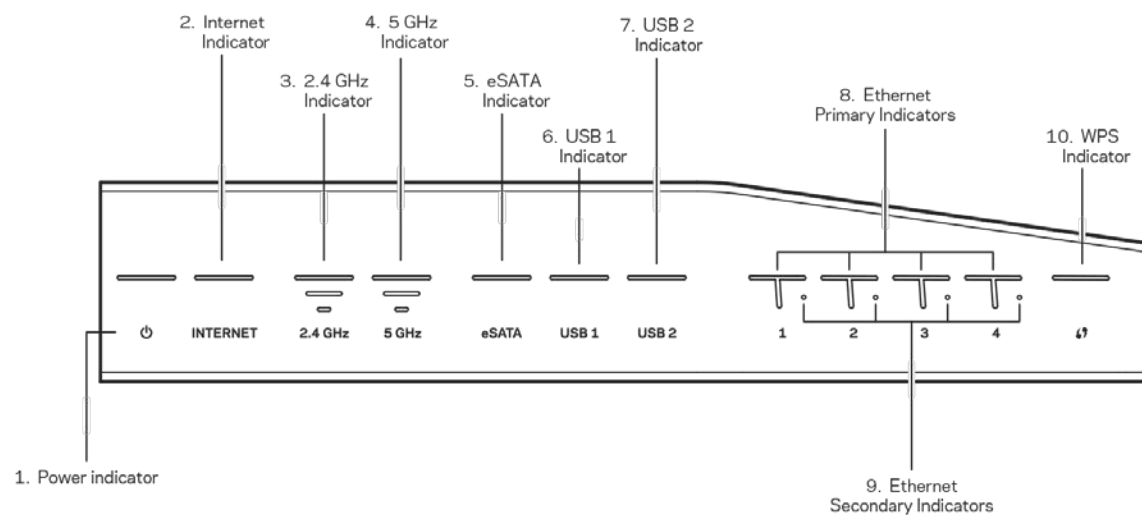 2. Internet
Indicator
4. 5 GHz
Indicator
7. USB 2
Indicator
3. 2.4 GHz
Indicator
5. eSATA
Indicator
8. Ethernet
Primary Indicators
6. USB 1
Indicator
10. WPS
Indicator
INTERNET
2.4 GHz
5 GHz
eSATA
USB 1
USB 2
1
2
3
4
1. Power indicator
9. Ethernet
Secondary Indicators